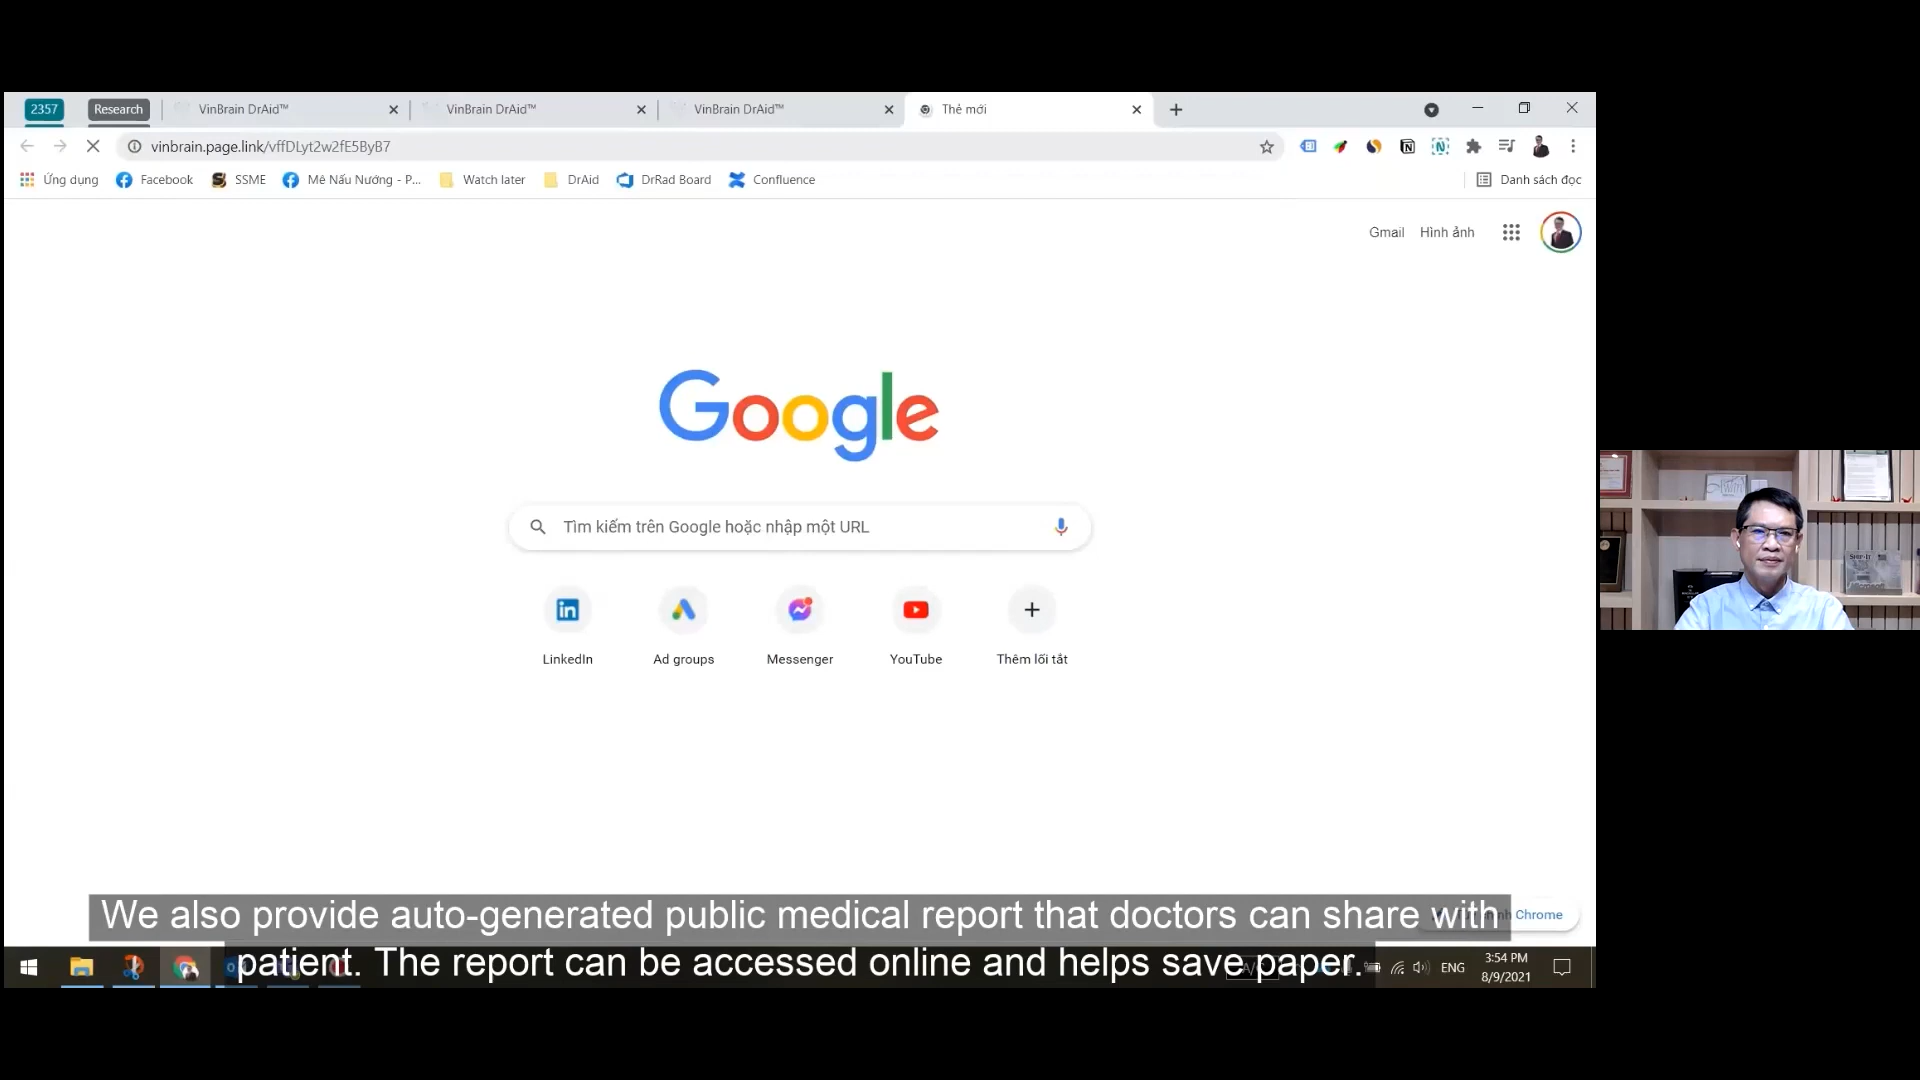 2357 Research VinBrain DrAid™ VinBrain DrAid™ VinBrain DrAid™ Thẻ mới
vinbrain.page.link/vffDLyt2w2fE5ByB7
Ứng dụng Facebook SSME Mê Nấu Nướng - P... Watch later DrAid DrRad Board Confluence Danh sách đọc
Gmail Hình ảnh
Google
Tìm kiếm trên Google hoặc nhập một URL
LinkedIn Ad groups Messenger YouTube Thêm lối tắt
We also provide auto-generated public medical report that doctors can share with
Chrome
patient. The report can be accessed online and helps save paper.
ENG
3:54 PM
8/9/2021